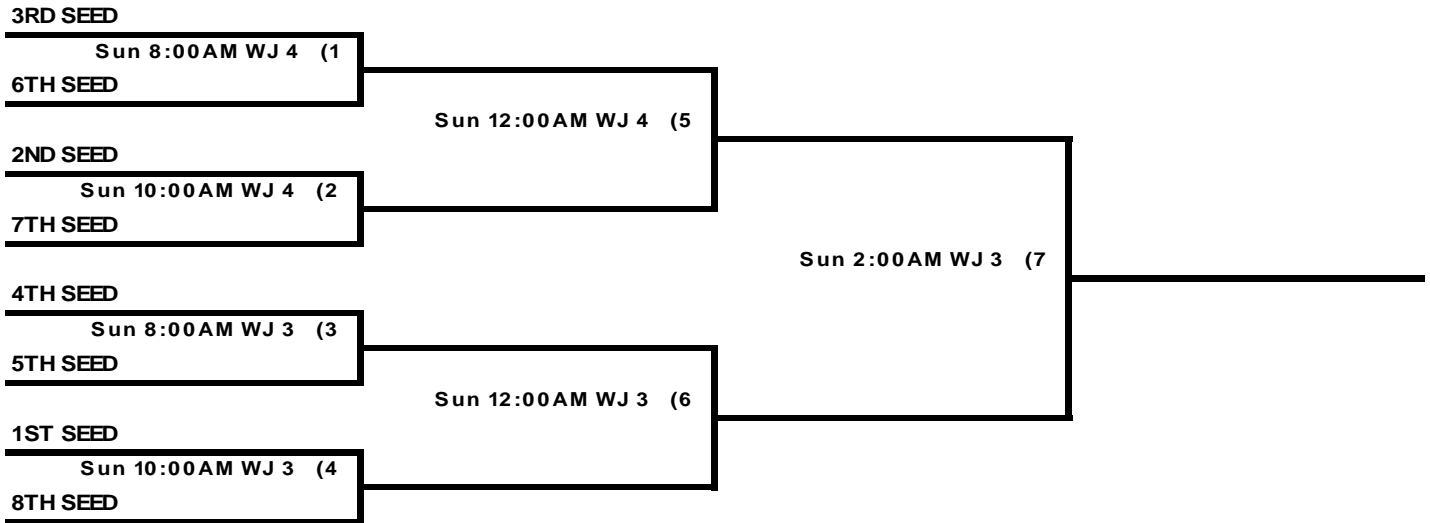 3RD SEED
Sun 8:00AM WJ 4 (1
6TH SEED
Sun 12:00AM WJ 4 (5
2ND SEED
Sun 10:00AM WJ 4 (2
7TH SEED
Sun 2:00AM WJ 3 (7
4TH SEED
Sun 8:00AM WJ 3 (3
5TH SEED
Sun 12:00AM WJ 3 (6
1ST SEED
Sun 10:00AM WJ 3 (4
8TH SEED